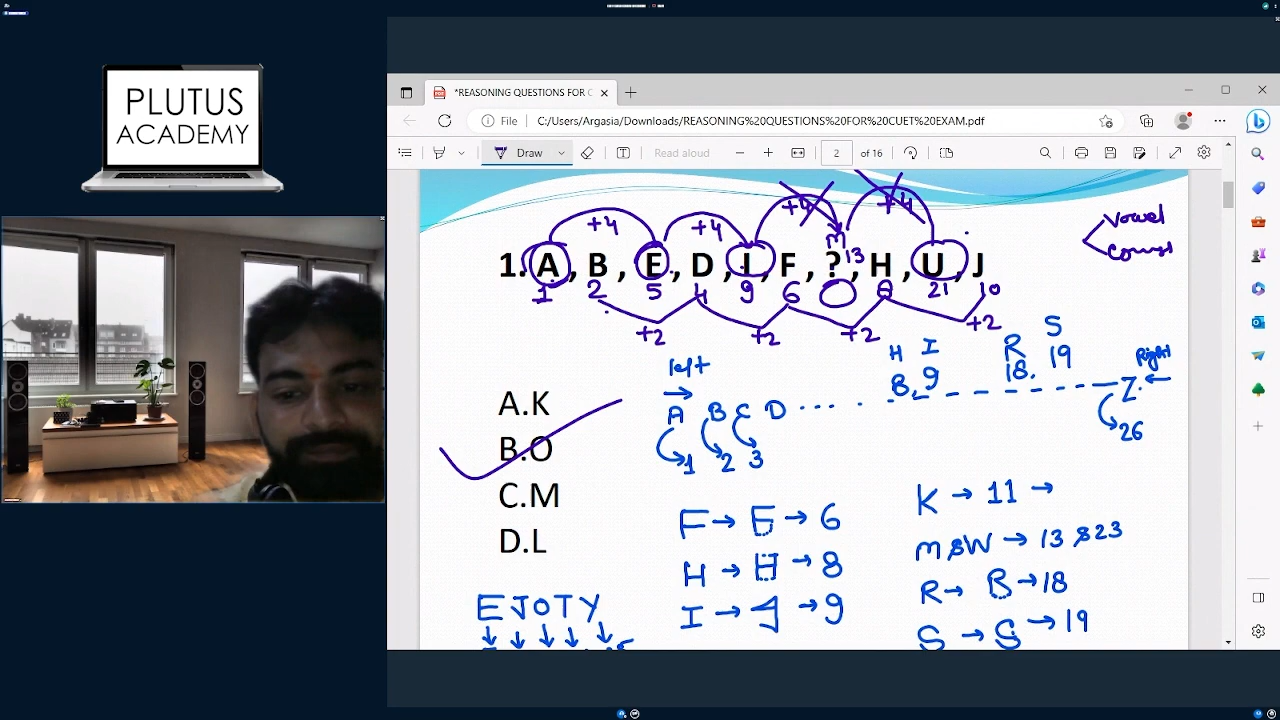 PLUTUS
ACADEMY
*REASONING QUESTIONS FOR C
File
C:/Users/Argasia/Downloads/REASONING%20QUESTIONS%20FOR%20CUET%20EXAM.pdf
Draw
Read aloud
2 of 16
+4 +4 +4 +4
vowel
M
13
1. A, B, E, D, I, F, ?, H, U, J
1 2 5 4 9 6 8 21 10
+2 +2 +2 +2
left
H I R S Right
8, 9 18. 19
A B C D .... Z
1 2 3 26
A.K
B.O
C.M
D.L
F → F → 6
H → H → 8
I → 9
K → 11 →
M & W → 13 & 23
R → R → 18
S → S → 19
EJOTY